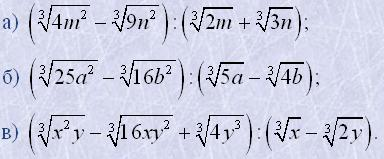 а) (∛4m² − ∛9n²) : (∛2m + ∛3n);
б) (∛25a² − ∛16b²) : (∛5a − ∛4b);
в) (∛x²y − ∛16xy² + ∛4y³) : (∛x − ∛2y).